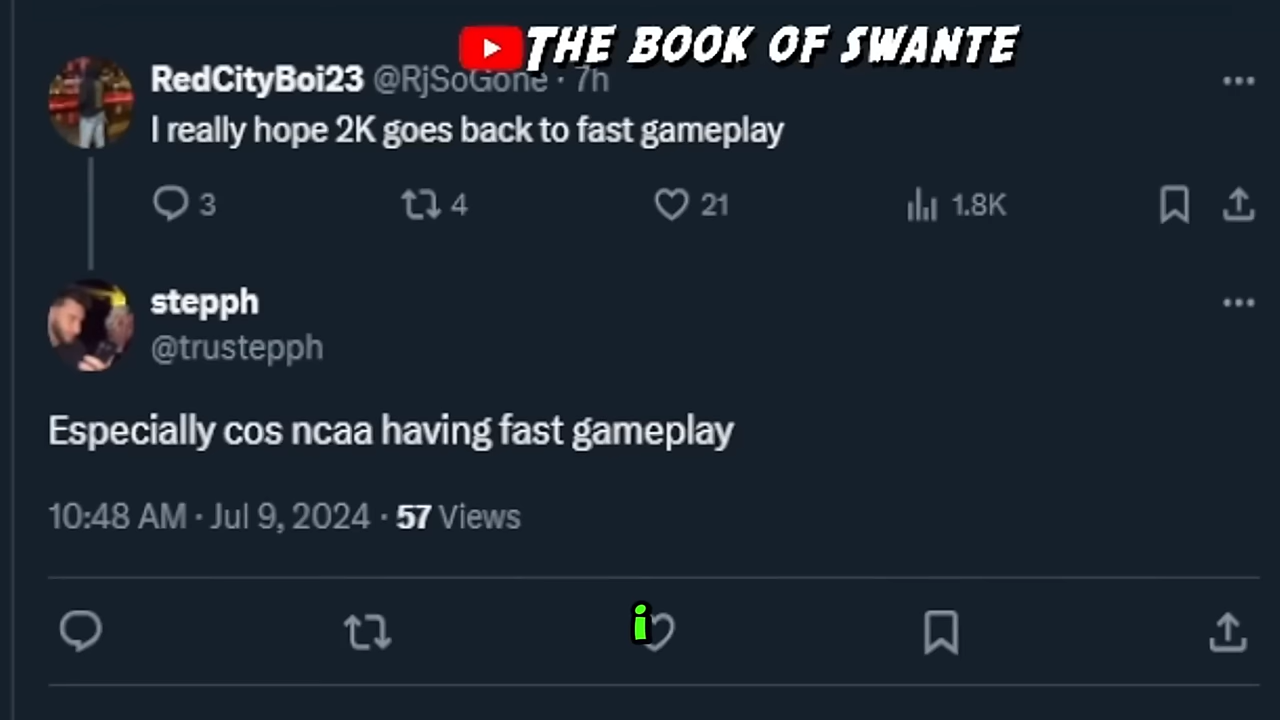 THE BOOK OF SWANTE
RedCityBoi23 @RjSoGone · 7h
I really hope 2K goes back to fast gameplay
3 4 21 1.8K
stepph
@trustepph
Especially cos ncaa having fast gameplay
10:48 AM · Jul 9, 2024 · 57 Views
i